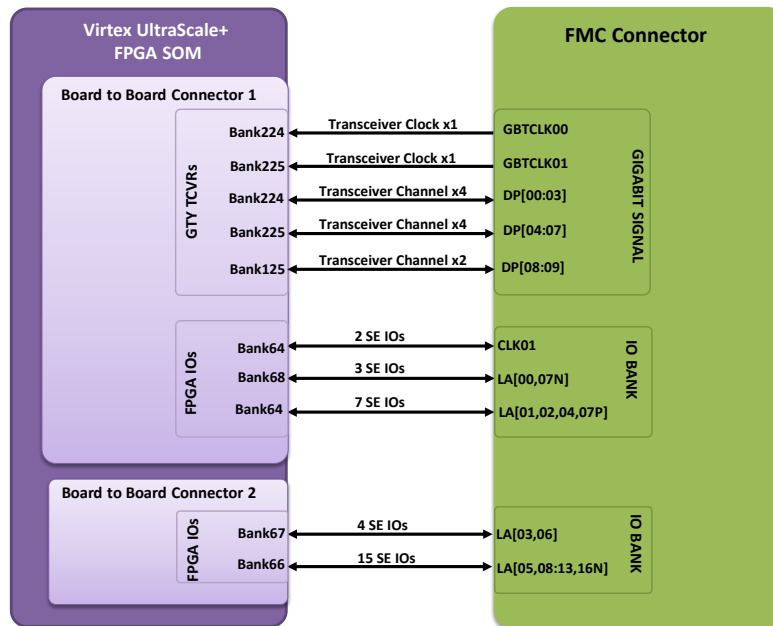 Virtex UltraScale+
FPGA SOM
FMC Connector
Board to Board Connector 1
GTY TCVRs
GIGABIT SIGNAL
Bank224
Transceiver Clock x1
GBTCLK00
Bank225
Transceiver Clock x1
GBTCLK01
Bank224
Transceiver Channel x4
DP[00:03]
Bank225
Transceiver Channel x4
DP[04:07]
Bank125
Transceiver Channel x2
DP[08:09]
FPGA IOs
IO BANK
Bank64
2 SE IOs
CLK01
Bank68
3 SE IOs
LA[00,07N]
Bank64
7 SE IOs
LA[01,02,04,07P]
Board to Board Connector 2
FPGA IOs
IO BANK
Bank67
4 SE IOs
LA[03,06]
Bank66
15 SE IOs
LA[05,08:13,16N]